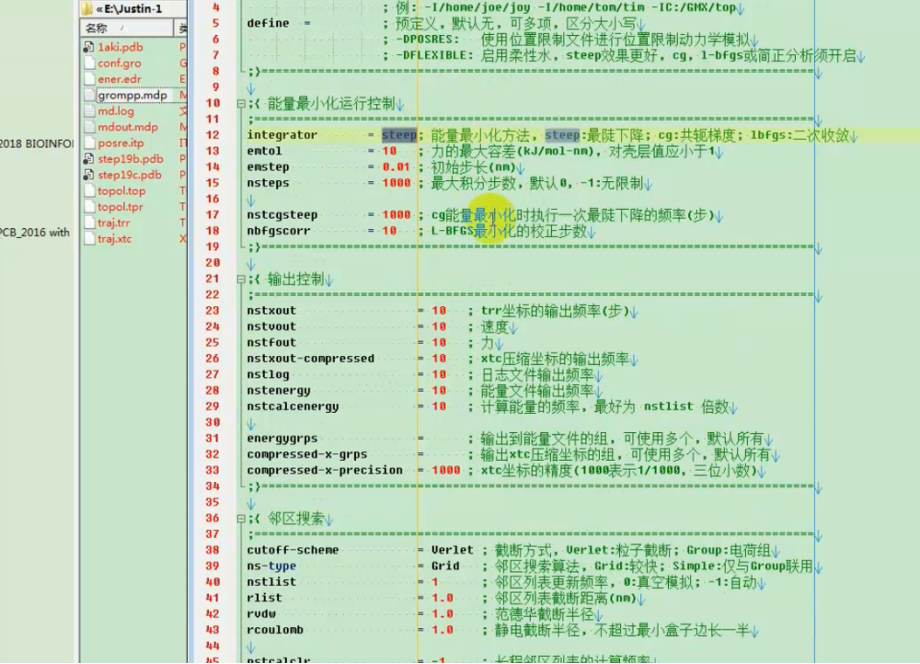 «E:\Justin-1
名称
类
1aki.pdb P
conf.gro G
ener.edr E
grompp.mdp M
md.log
mdout.mdp M
posre.itp IT
step19b.pdb P
step19c.pdb P
topol.top T
topol.tpr T
traj.trr T
traj.xtc X
2018 BIOINFO
PCB_2016 with
4 ; 例: -I/home/joe/joy -I/home/tom/tim -IC:/GMX/top
5 define = ; 预定义, 默认无, 可多项, 区分大小写
6 ; -DPOSRES: 使用位置限制文件进行位置限制动力学模拟
7 ; -DFLEXIBLE: 启用柔性水, steep效果更好, cg, l-bfgs或简正分析须开启
8 ;}
9
10 ;{ 能量最小化运行控制
11
12 integrator = steep; 能量最小化方法, steep:最陡下降; cg:共轭梯度; lbfgs:二次收敛
13 emtol = 10 ; 力的最大容差(kJ/mol-nm), 对壳层值应小于1
14 emstep = 0.01 ; 初始步长(nm)
15 nsteps = 1000 ; 最大积分步数, 默认0, -1:无限制
16
17 nstcgsteep = 1000 ; cg能量最小化时执行一次最陡下降的频率(步)
18 nbfgscorr = 10 ; L-BFGS最小化的校正步数
19 ;}
20
21 ;{ 输出控制
22
23 nstxout = 10 ; trr坐标的输出频率(步)
24 nstvout = 10 ; 速度
25 nstfout = 10 ; 力
26 nstxout-compressed = 10 ; xtc压缩坐标的输出频率
27 nstlog = 10 ; 日志文件输出频率
28 nstenergy = 10 ; 能量文件输出频率
29 nstcalcenergy = 10 ; 计算能量的频率, 最好为 nstlist 倍数
30
31 energygrps = ; 输出到能量文件的组, 可使用多个, 默认所有
32 compressed-x-grps = ; 输出xtc压缩坐标的组, 可使用多个, 默认所有
33 compressed-x-precision = 1000 ; xtc坐标的精度(1000表示1/1000, 三位小数)
34 ;}
35
36 ;{ 邻区搜索
37
38 cutoff-scheme = Verlet ; 截断方式, Verlet:粒子截断; Group:电荷组
39 ns-type = Grid ; 邻区搜索算法, Grid:较快; Simple:仅与Group联用
40 nstlist = 1 ; 邻区列表更新频率, 0:真空模拟; -1:自动
41 rlist = 1.0 ; 邻区列表截断距离(nm)
42 rvdw = 1.0 ; 范德华截断半径
43 rcoulomb = 1.0 ; 静电截断半径, 不超过最小盒子边长一半
44
45 nstcalclr = -1 ; 长程邻区列表的计算频率